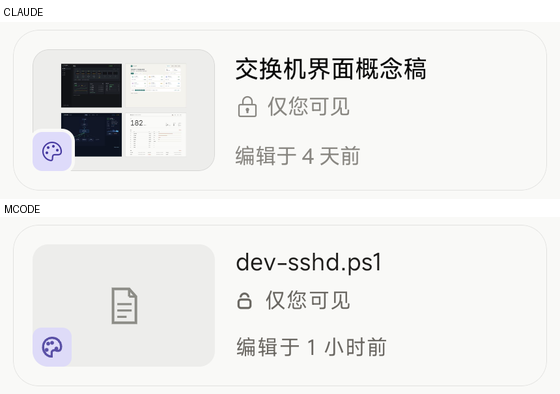 CLAUDE
交换机界面概念稿
仅您可见
编辑于 4 天前
182
MCODE
dev-sshd.ps1
仅您可见
编辑于 1 小时前